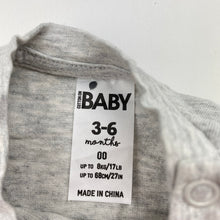 COTTON ON
BABY
3-6
months
00
UP TO 8KG/17LB
UP TO 68CM/27IN
MADE IN CHINA